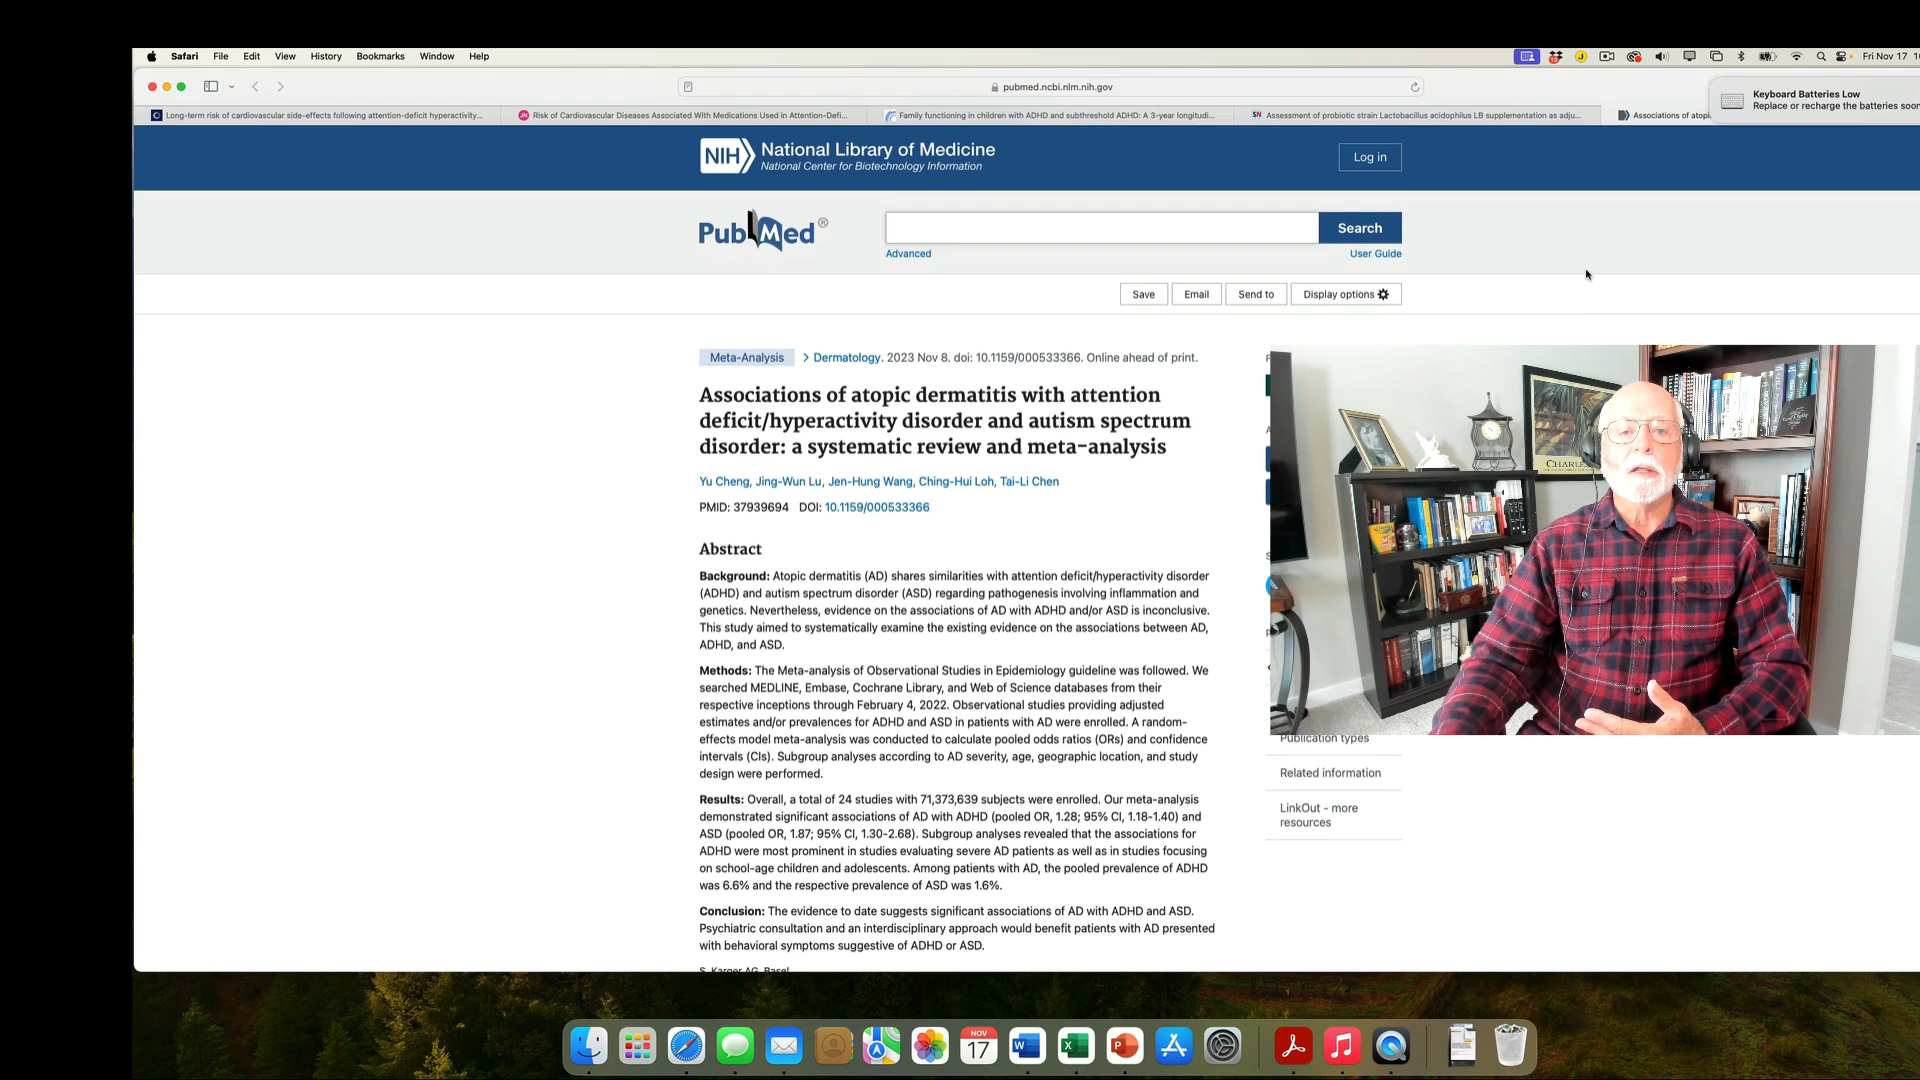 Safari File Edit View History Bookmarks Window Help
Fri Nov 17
pubmed.ncbi.nlm.nih.gov
Keyboard Batteries Low
Replace or recharge the batteries soon
Long-term risk of cardiovascular side-effects following attention-deficit hyperactivity...
Risk of Cardiovascular Diseases Associated With Medications Used in Attention-Defi...
Family functioning in children with ADHD and subthreshold ADHD: A 3-year longitudi...
SN Assessment of probiotic strain Lactobacillus acidophilus LB supplementation as adju...
Associations of atopi
NIH National Library of Medicine
National Center for Biotechnology Information
Log in
PubMed®
Search
Advanced
User Guide
Save Email Send to Display options
Meta-Analysis > Dermatology. 2023 Nov 8. doi: 10.1159/000533366. Online ahead of print.
Associations of atopic dermatitis with attention
deficit/hyperactivity disorder and autism spectrum
disorder: a systematic review and meta-analysis
Yu Cheng, Jing-Wun Lu, Jen-Hung Wang, Ching-Hui Loh, Tai-Li Chen
PMID: 37939694 DOI: 10.1159/000533366
Abstract
Background: Atopic dermatitis (AD) shares similarities with attention deficit/hyperactivity disorder
(ADHD) and autism spectrum disorder (ASD) regarding pathogenesis involving inflammation and
genetics. Nevertheless, evidence on the associations of AD with ADHD and/or ASD is inconclusive.
This study aimed to systematically examine the existing evidence on the associations between AD,
ADHD, and ASD.
Methods: The Meta-analysis of Observational Studies in Epidemiology guideline was followed. We
searched MEDLINE, Embase, Cochrane Library, and Web of Science databases from their
respective inceptions through February 4, 2022. Observational studies providing adjusted
estimates and/or prevalences for ADHD and ASD in patients with AD were enrolled. A random-
effects model meta-analysis was conducted to calculate pooled odds ratios (ORs) and confidence
intervals (CIs). Subgroup analyses according to AD severity, age, geographic location, and study
design were performed.
Results: Overall, a total of 24 studies with 71,373,639 subjects were enrolled. Our meta-analysis
demonstrated significant associations of AD with ADHD (pooled OR, 1.28; 95% CI, 1.18-1.40) and
ASD (pooled OR, 1.87; 95% CI, 1.30-2.68). Subgroup analyses revealed that the associations for
ADHD were most prominent in studies evaluating severe AD patients as well as in studies focusing
on school-age children and adolescents. Among patients with AD, the pooled prevalence of ADHD
was 6.6% and the respective prevalence of ASD was 1.6%.
Conclusion: The evidence to date suggests significant associations of AD with ADHD and ASD.
Psychiatric consultation and an interdisciplinary approach would benefit patients with AD presented
with behavioral symptoms suggestive of ADHD or ASD.
S. Karger AG, Basel
CHARLES
Publication types
Related information
LinkOut - more
resources
NOV
17
W
X
P